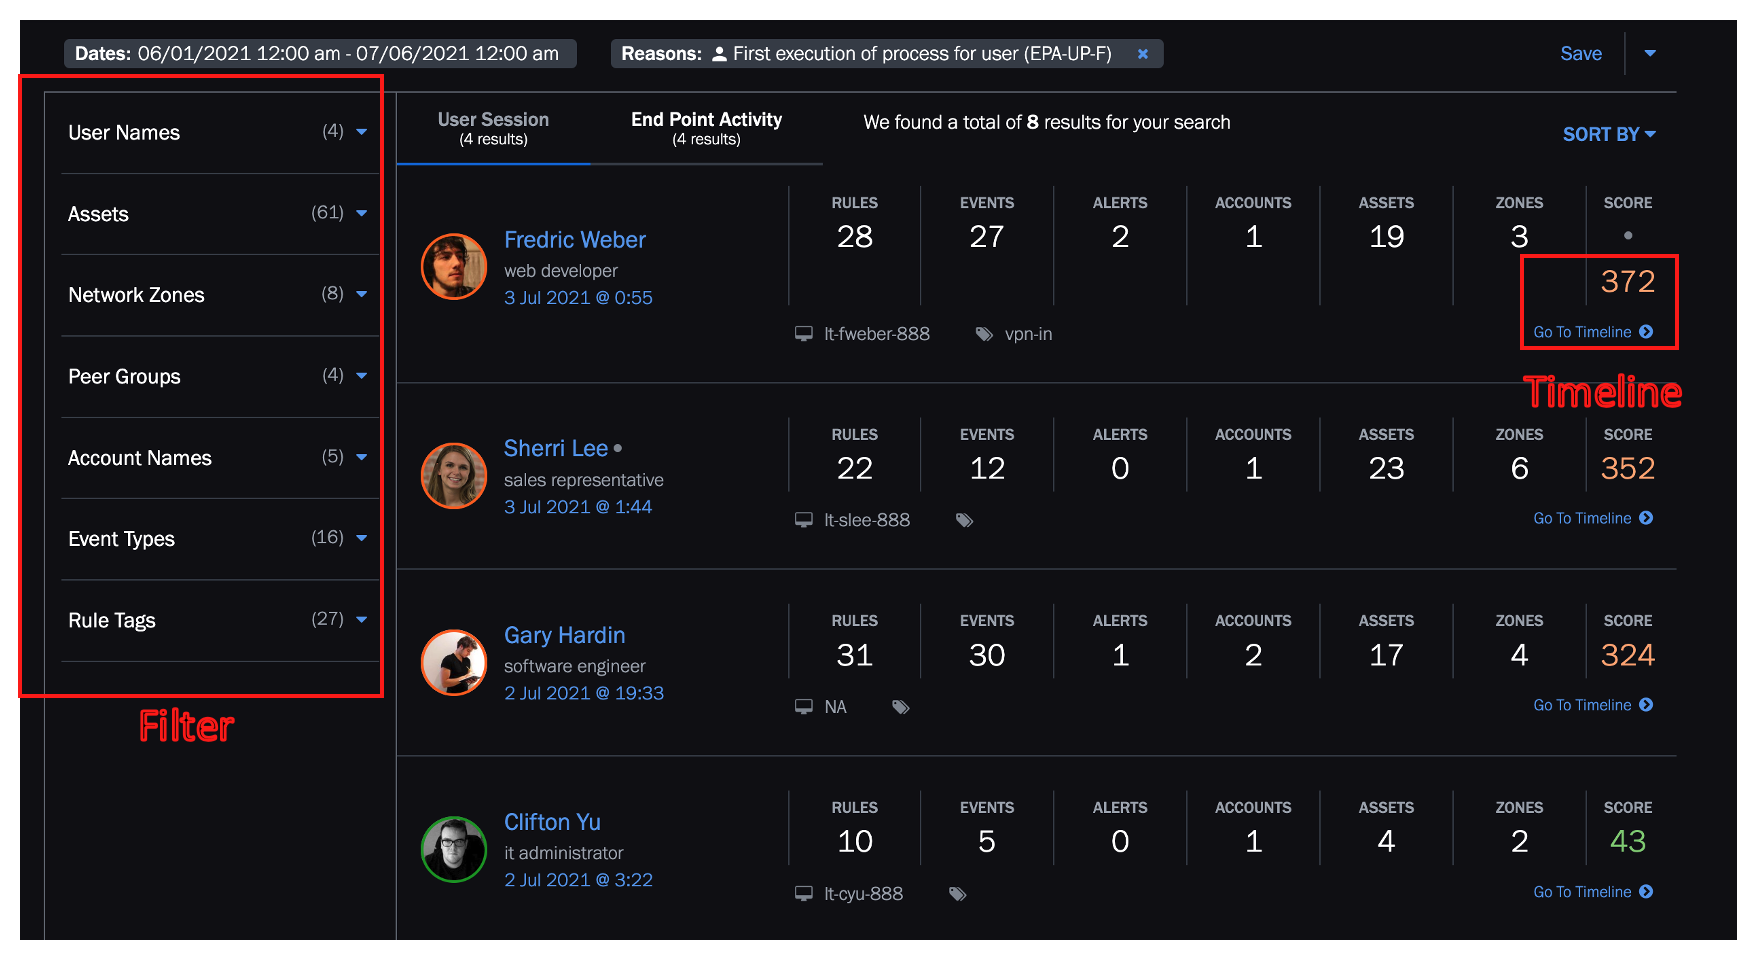 Dates: 06/01/2021 12:00 am - 07/06/2021 12:00 am
Reasons: First execution of process for user (EPA-UP-F)
Save
User Names (4)
Assets (61)
Network Zones (8)
Peer Groups (4)
Account Names (5)
Event Types (16)
Rule Tags (27)
Filter
User Session
(4 results)
End Point Activity
(4 results)
We found a total of 8 results for your search
SORT BY
Fredric Weber
web developer
3 Jul 2021 @ 0:55
RULES EVENTS ALERTS ACCOUNTS ASSETS ZONES SCORE
28 27 2 1 19 3
372
lt-fweber-888 vpn-in
Go To Timeline
Timeline
Sherri Lee
sales representative
3 Jul 2021 @ 1:44
RULES EVENTS ALERTS ACCOUNTS ASSETS ZONES SCORE
22 12 0 1 23 6 352
lt-slee-888
Go To Timeline
Gary Hardin
software engineer
2 Jul 2021 @ 19:33
RULES EVENTS ALERTS ACCOUNTS ASSETS ZONES SCORE
31 30 1 2 17 4 324
NA
Go To Timeline
Clifton Yu
it administrator
2 Jul 2021 @ 3:22
RULES EVENTS ALERTS ACCOUNTS ASSETS ZONES SCORE
10 5 0 1 4 2 43
lt-cyu-888
Go To Timeline